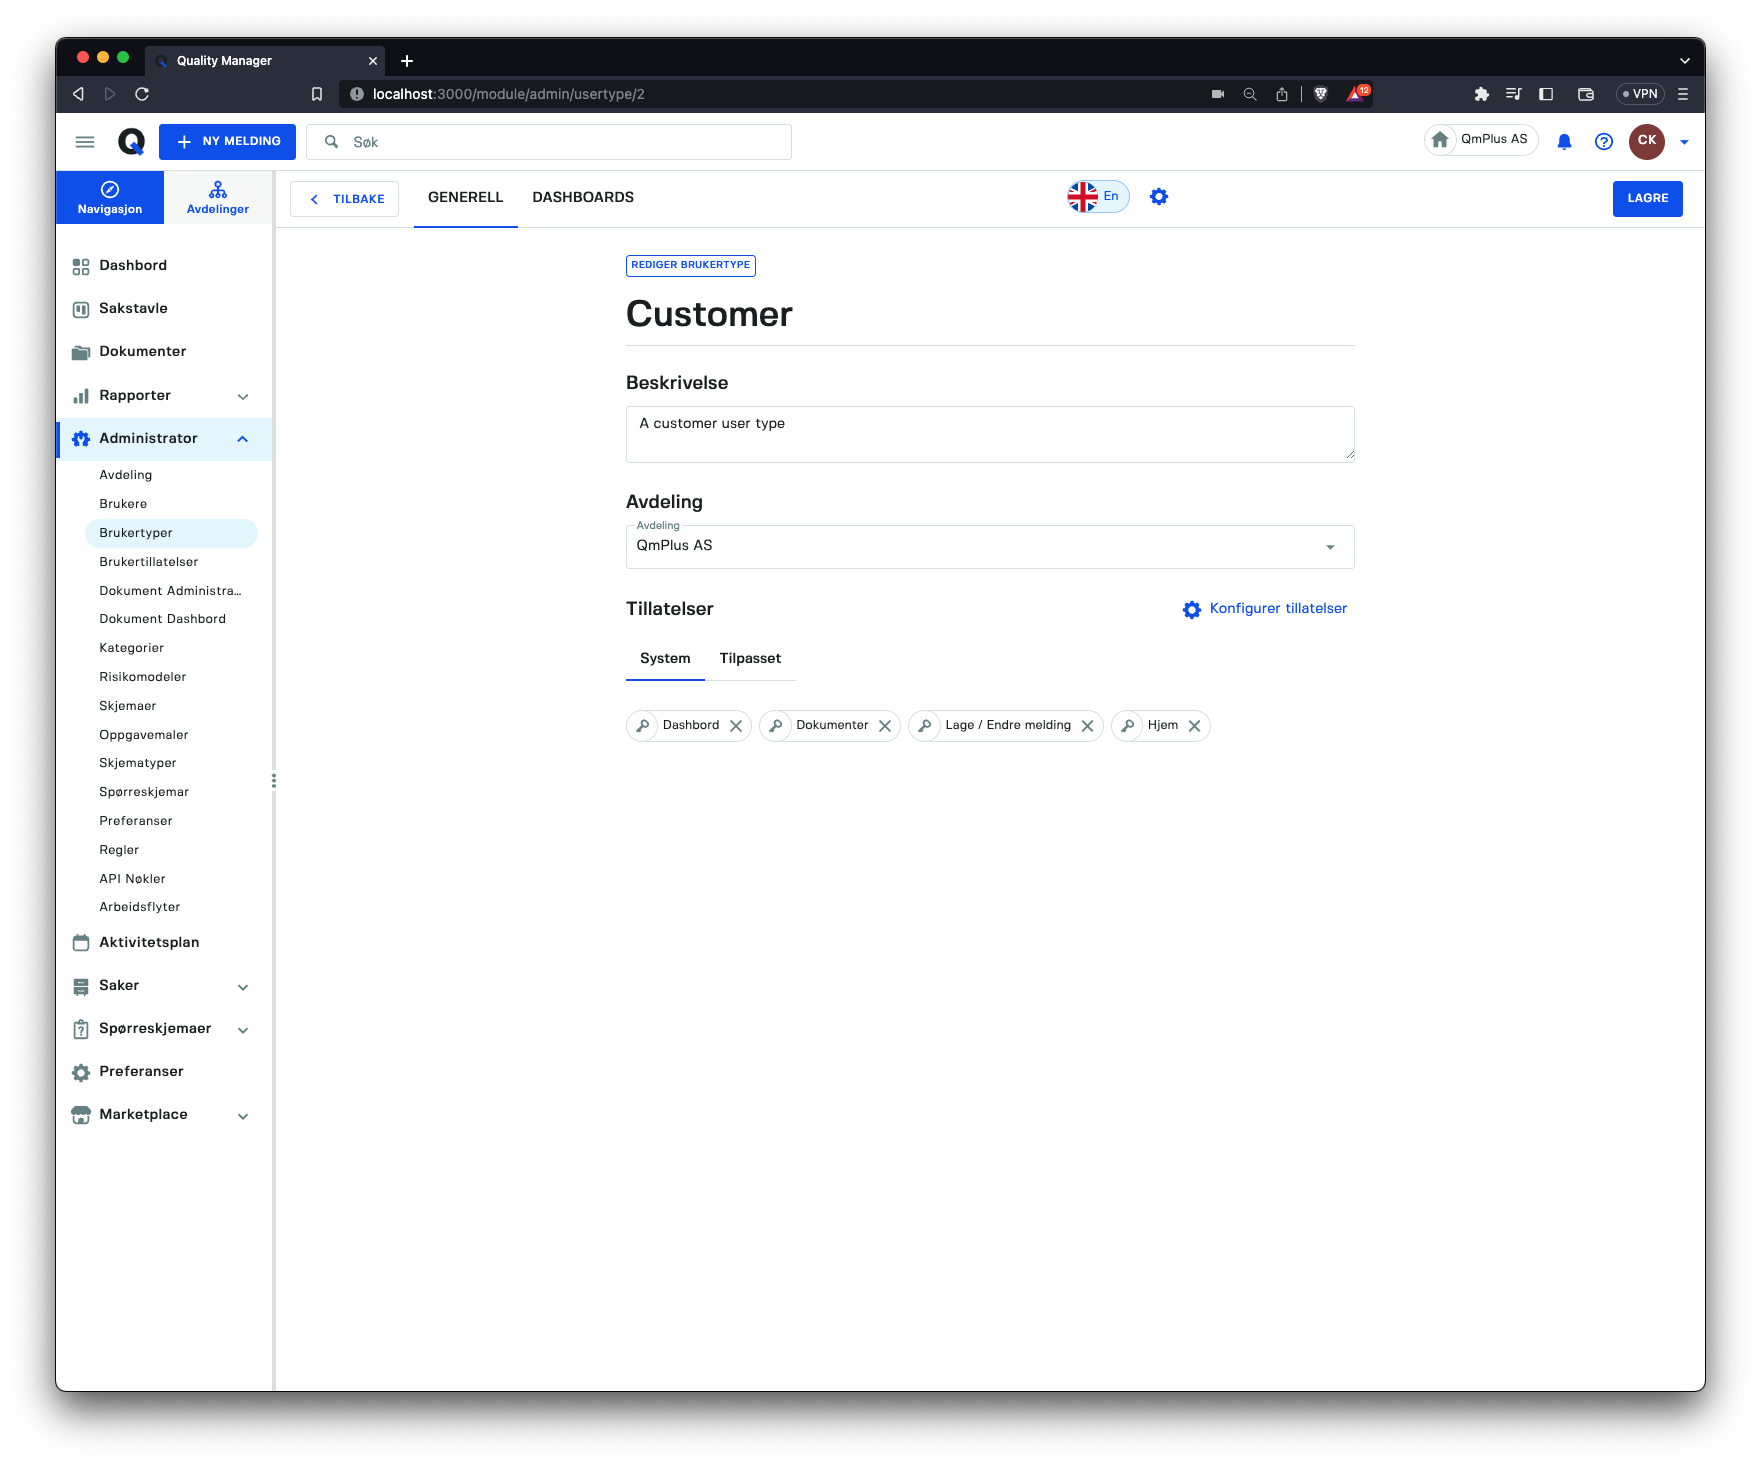 Quality Manager
localhost:3000/module/admin/usertype/2
12
VPN
NY MELDING
Søk
QmPlus AS
CK
Navigasjon
Avdelinger
TILBAKE
GENERELL
DASHBOARDS
En
LAGRE
Dashbord
Sakstavle
Dokumenter
Rapporter
Administrator
Avdeling
Brukere
Brukertyper
Brukertillatelser
Dokument Administra...
Dokument Dashbord
Kategorier
Risikomodeler
Skjemaer
Oppgavemaler
Skjematyper
Spørreskjemar
Preferanser
Regler
API Nøkler
Arbeidsflyter
Aktivitetsplan
Saker
Spørreskjemaer
Preferanser
Marketplace
REDIGER BRUKERTYPE
Customer
Beskrivelse
A customer user type
Avdeling
Avdeling
QmPlus AS
Tillatelser
Konfigurer tillatelser
System
Tilpasset
Dashbord
Dokumenter
Lage / Endre melding
Hjem